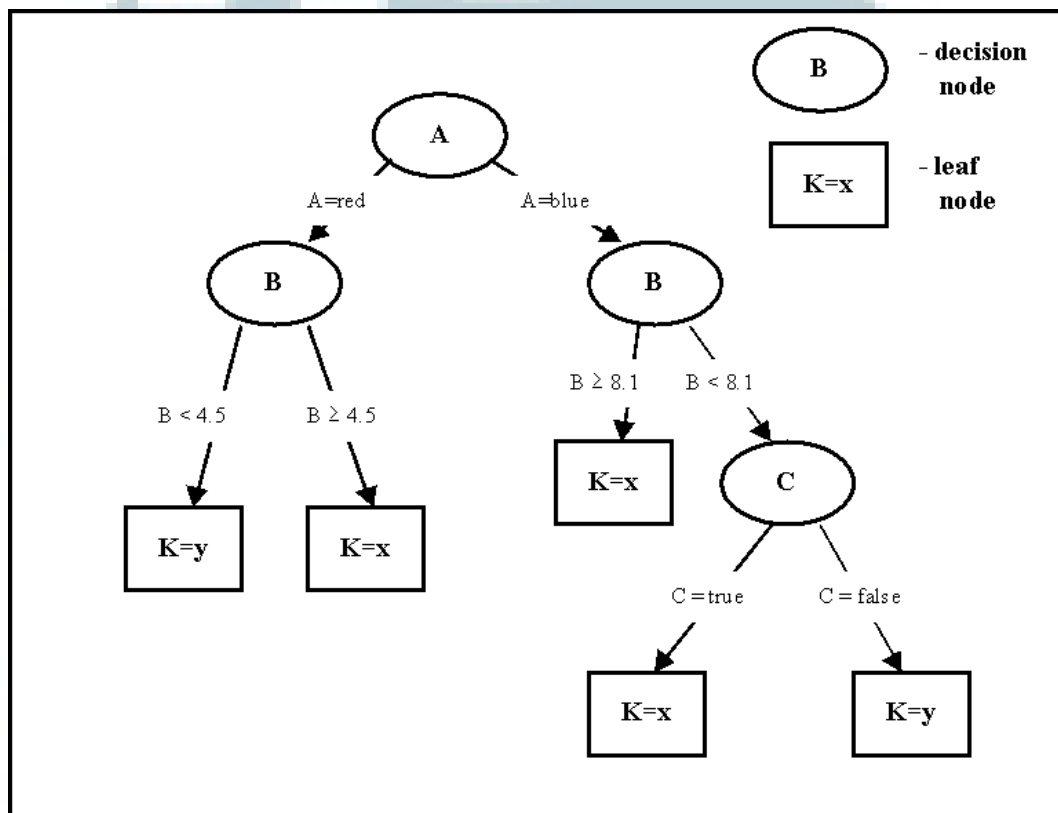 B
- decision
node
K=x
- leaf
node
A
A=red
A=blue
B
B
B < 4.5
B ≥ 4.5
B ≥ 8.1
B < 8.1
K=y
K=x
K=x
C
C=true
C=false
K=x
K=y